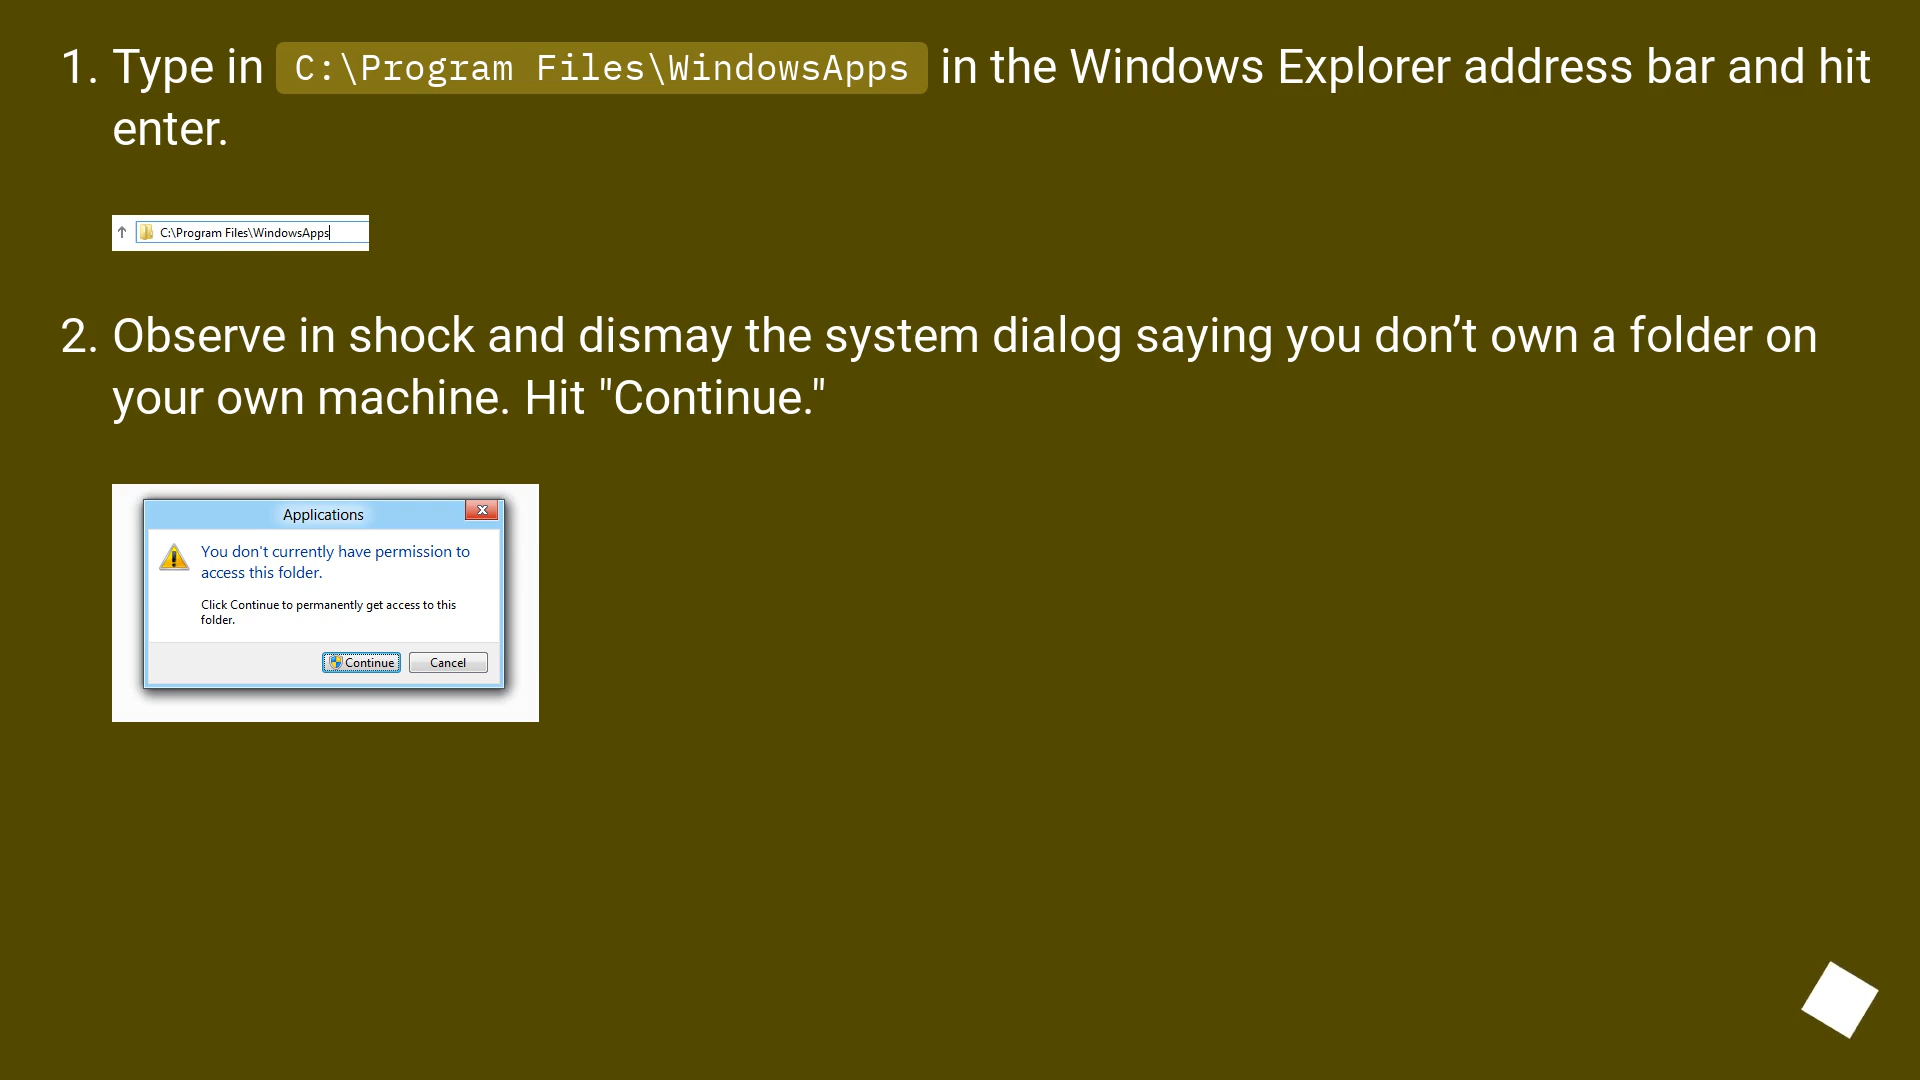 1. Type in C:\Program Files\WindowsApps in the Windows Explorer address bar and hit
enter.
C:\Program Files\WindowsApps
2. Observe in shock and dismay the system dialog saying you don’t own a folder on
your own machine. Hit "Continue."
Applications
You don't currently have permission to
access this folder.
Click Continue to permanently get access to this
folder.
Continue Cancel